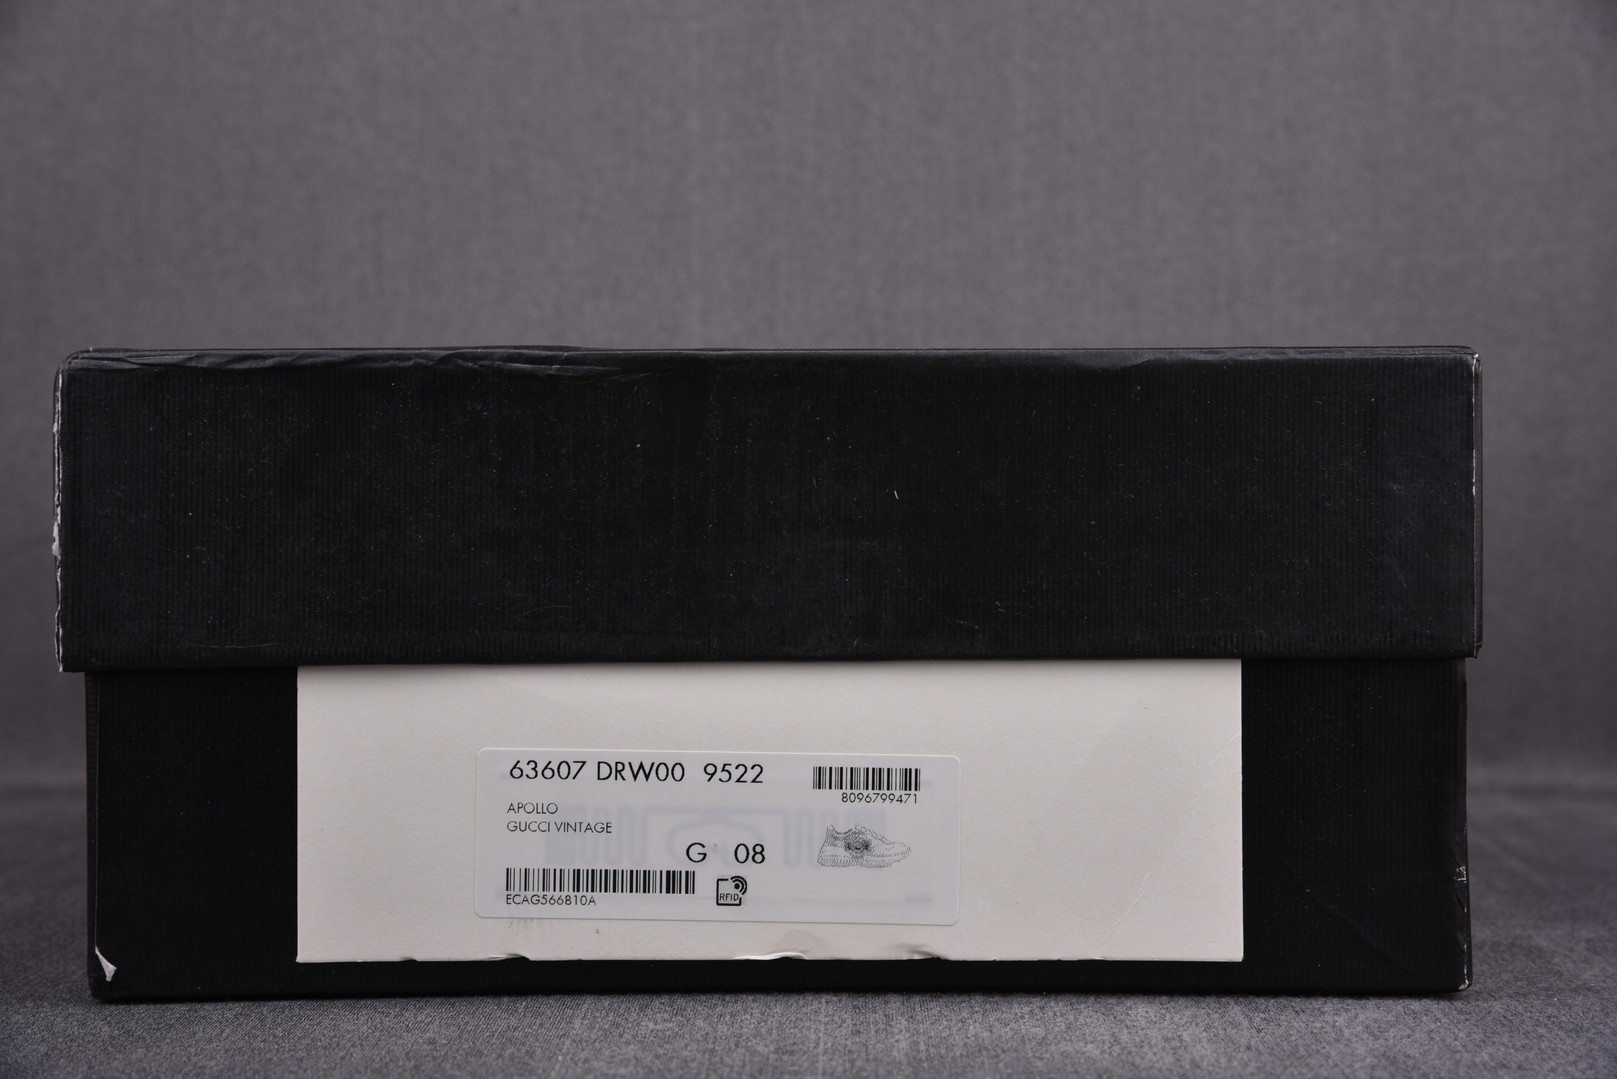 63607 DRW00 9522
8096799471
APOLLO
GUCCI VINTAGE
G 08
ECAG566810A
RFID